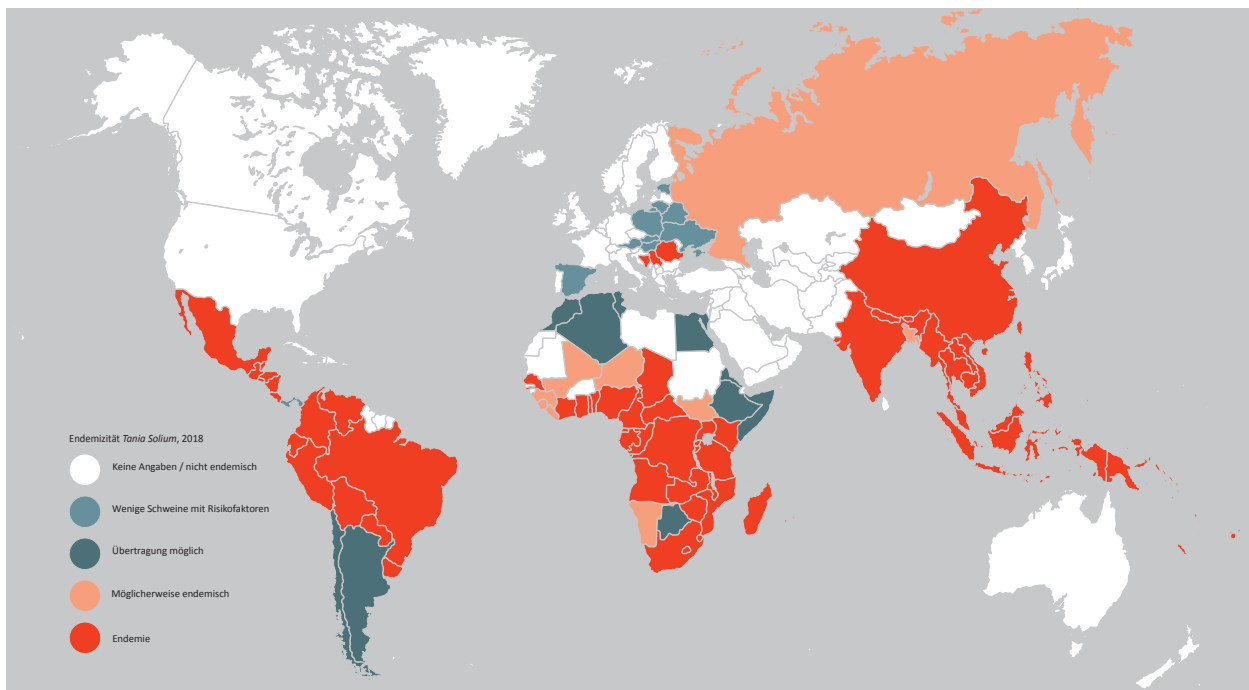 Endemizität Tania Solium, 2018
Keine Angaben / nicht endemisch
Wenige Schweine mit Risikofaktoren
Übertragung möglich
Möglicherweise endemisch
Endemie